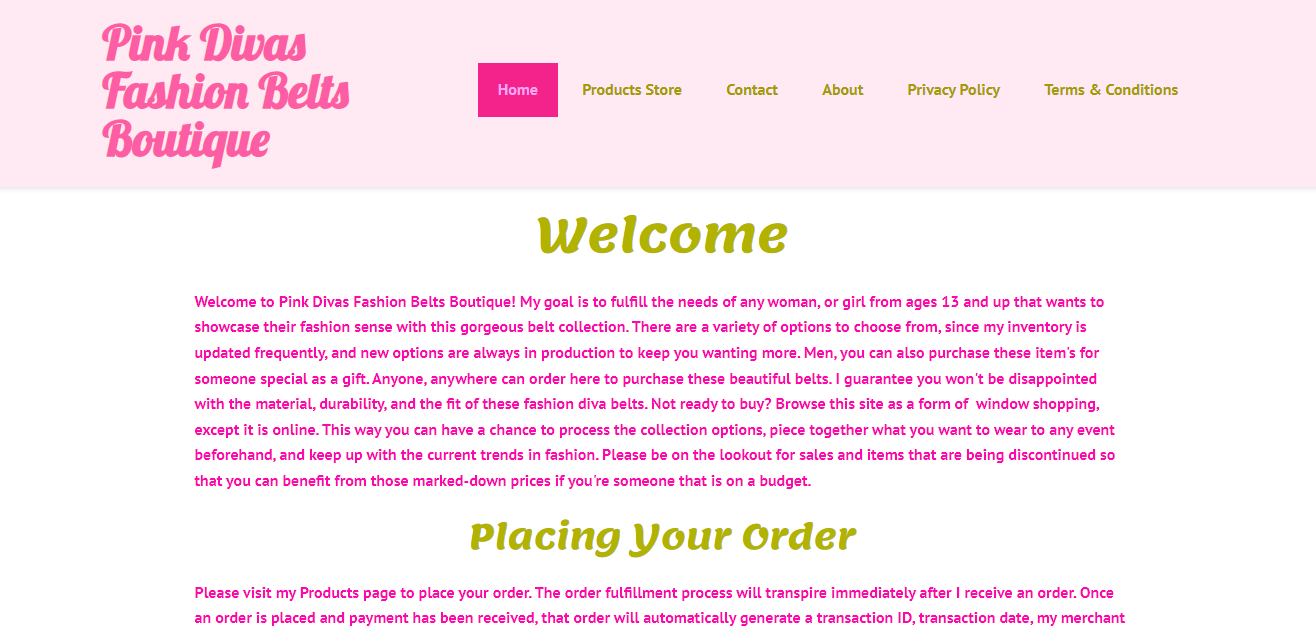 Pink Divas
Fashion Belts
Boutique
Home Products Store Contact About Privacy Policy Terms & Conditions
Welcome
Welcome to Pink Divas Fashion Belts Boutique! My goal is to fulfill the needs of any woman, or girl from ages 13 and up that wants to
showcase their fashion sense with this gorgeous belt collection. There are a variety of options to choose from, since my inventory is
updated frequently, and new options are always in production to keep you wanting more. Men, you can also purchase these item's for
someone special as a gift. Anyone, anywhere can order here to purchase these beautiful belts. I guarantee you won't be disappointed
with the material, durability, and the fit of these fashion diva belts. Not ready to buy? Browse this site as a form of  window shopping,
except it is online. This way you can have a chance to process the collection options, piece together what you want to wear to any event
beforehand, and keep up with the current trends in fashion. Please be on the lookout for sales and items that are being discontinued so
that you can benefit from those marked-down prices if you're someone that is on a budget.
Placing Your Order
Please visit my Products page to place your order. The order fulfillment process will transpire immediately after I receive an order. Once
an order is placed and payment has been received, that order will automatically generate a transaction ID, transaction date, my merchant